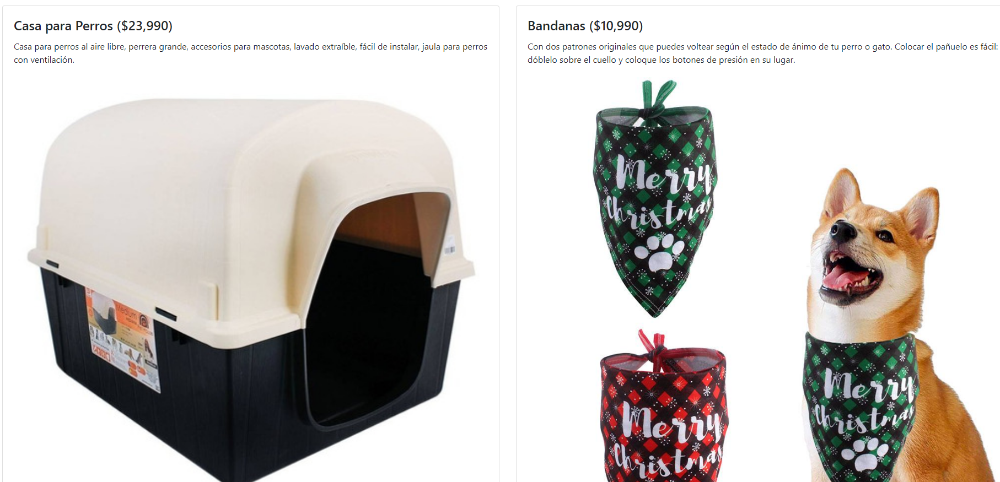 Casa para Perros ($23,990)
Casa para perros al aire libre, perrera grande, accesorios para mascotas, lavado extraíble, fácil de instalar, jaula para perros
con ventilación.
Medium
Bandanas ($10,990)
Con dos patrones originales que puedes voltear según el estado de ánimo de tu perro o gato. Colocar el pañuelo es fácil:
dóblelo sobre el cuello y coloque los botones de presión en su lugar.
Merry
Christmas
Merry
Christmas
Merry
Christmas